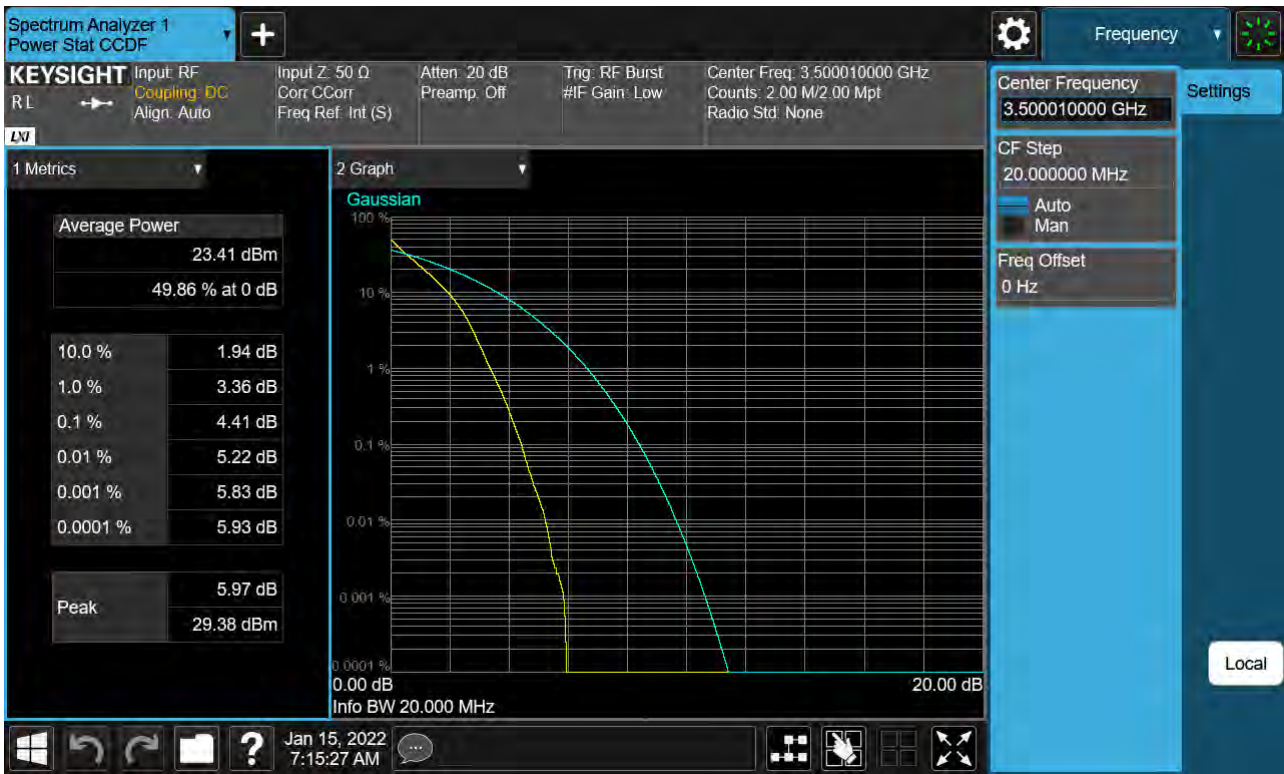 Spectrum Analyzer 1
Power Stat CCDF
Frequency
KEYSIGHT
R L
LXI
Input: RF
Coupling: DC
Align: Auto
Input Z: 50 Ω
Corr CCorr
Freq Ref: Int (S)
Atten: 20 dB
Preamp: Off
Trig: RF Burst
#IF Gain: Low
Center Freq: 3.500010000 GHz
Counts: 2.00 M/2.00 Mpt
Radio Std: None
Center Frequency
3.500010000 GHz
Settings
CF Step
20.000000 MHz
Auto
Man
Freq Offset
0 Hz
1 Metrics
Average Power
23.41 dBm
49.86 % at 0 dB
10.0 % 1.94 dB
1.0 % 3.36 dB
0.1 % 4.41 dB
0.01 % 5.22 dB
0.001 % 5.83 dB
0.0001 % 5.93 dB
Peak
5.97 dB
29.38 dBm
2 Graph
Gaussian
100 %
10 %
1 %
0.1 %
0.01 %
0.001 %
0.0001 %
0.00 dB 20.00 dB
Info BW 20.000 MHz
Local
Jan 15, 2022
7:15:27 AM